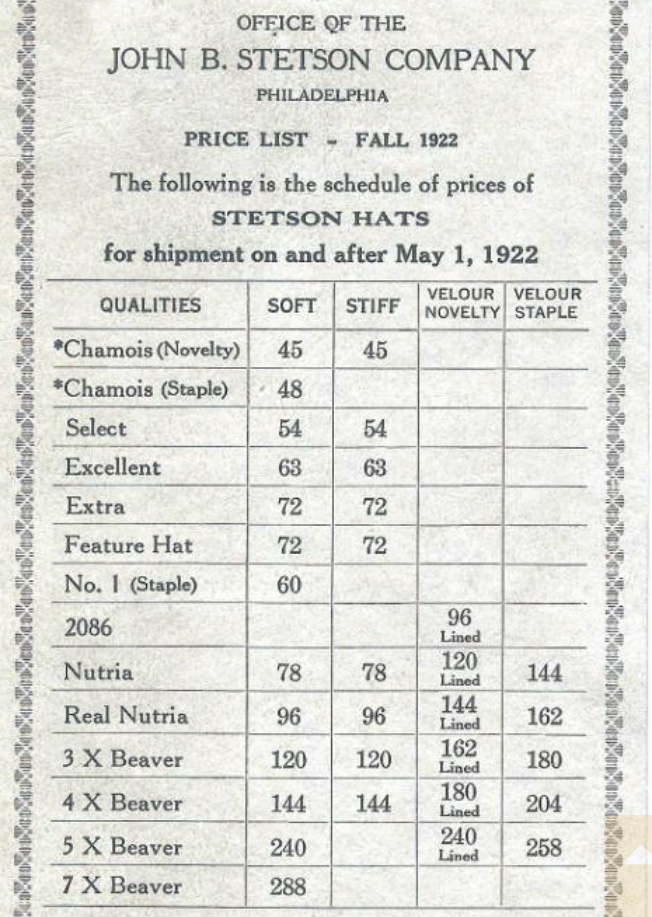 OFFICE OF THE
JOHN B. STETSON COMPANY
PHILADELPHIA
PRICE LIST - FALL 1922
The following is the schedule of prices of
STETSON HATS
for shipment on and after May 1, 1922
QUALITIES SOFT STIFF VELOUR NOVELTY VELOUR STAPLE
*Chamois (Novelty) 45 45
*Chamois (Staple) 48
Select 54 54
Excellent 63 63
Extra 72 72
Feature Hat 72 72
No. 1 (Staple) 60
2086 96 Lined
Nutria 78 78 120 Lined 144
Real Nutria 96 96 144 Lined 162
3 X Beaver 120 120 162 Lined 180
4 X Beaver 144 144 180 Lined 204
5 X Beaver 240 240 Lined 258
7 X Beaver 288